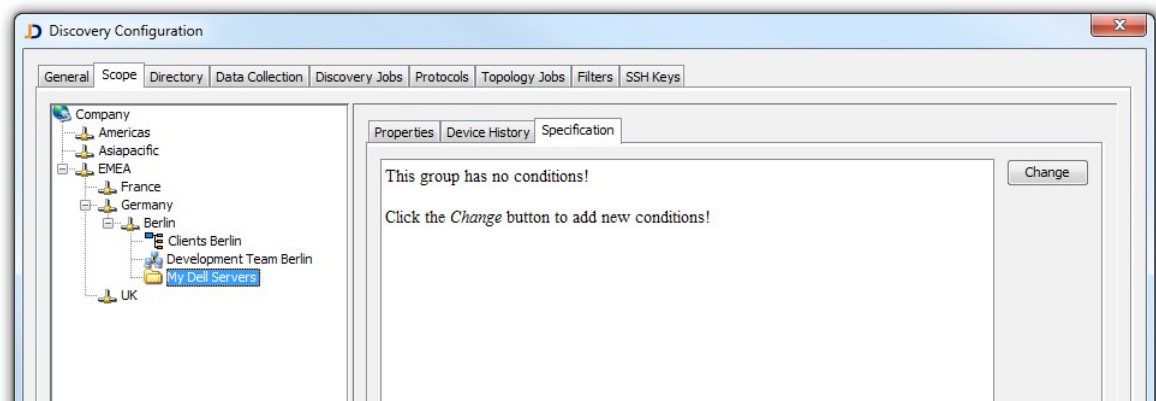 Discovery Configuration
General Scope Directory Data Collection Discovery Jobs Protocols Topology Jobs Filters SSH Keys
Company
Americas
Asiapacific
EMEA
France
Germany
Berlin
Clients Berlin
Development Team Berlin
My Dell Servers
UK
Properties Device History Specification
This group has no conditions!
Click the Change button to add new conditions!
Change